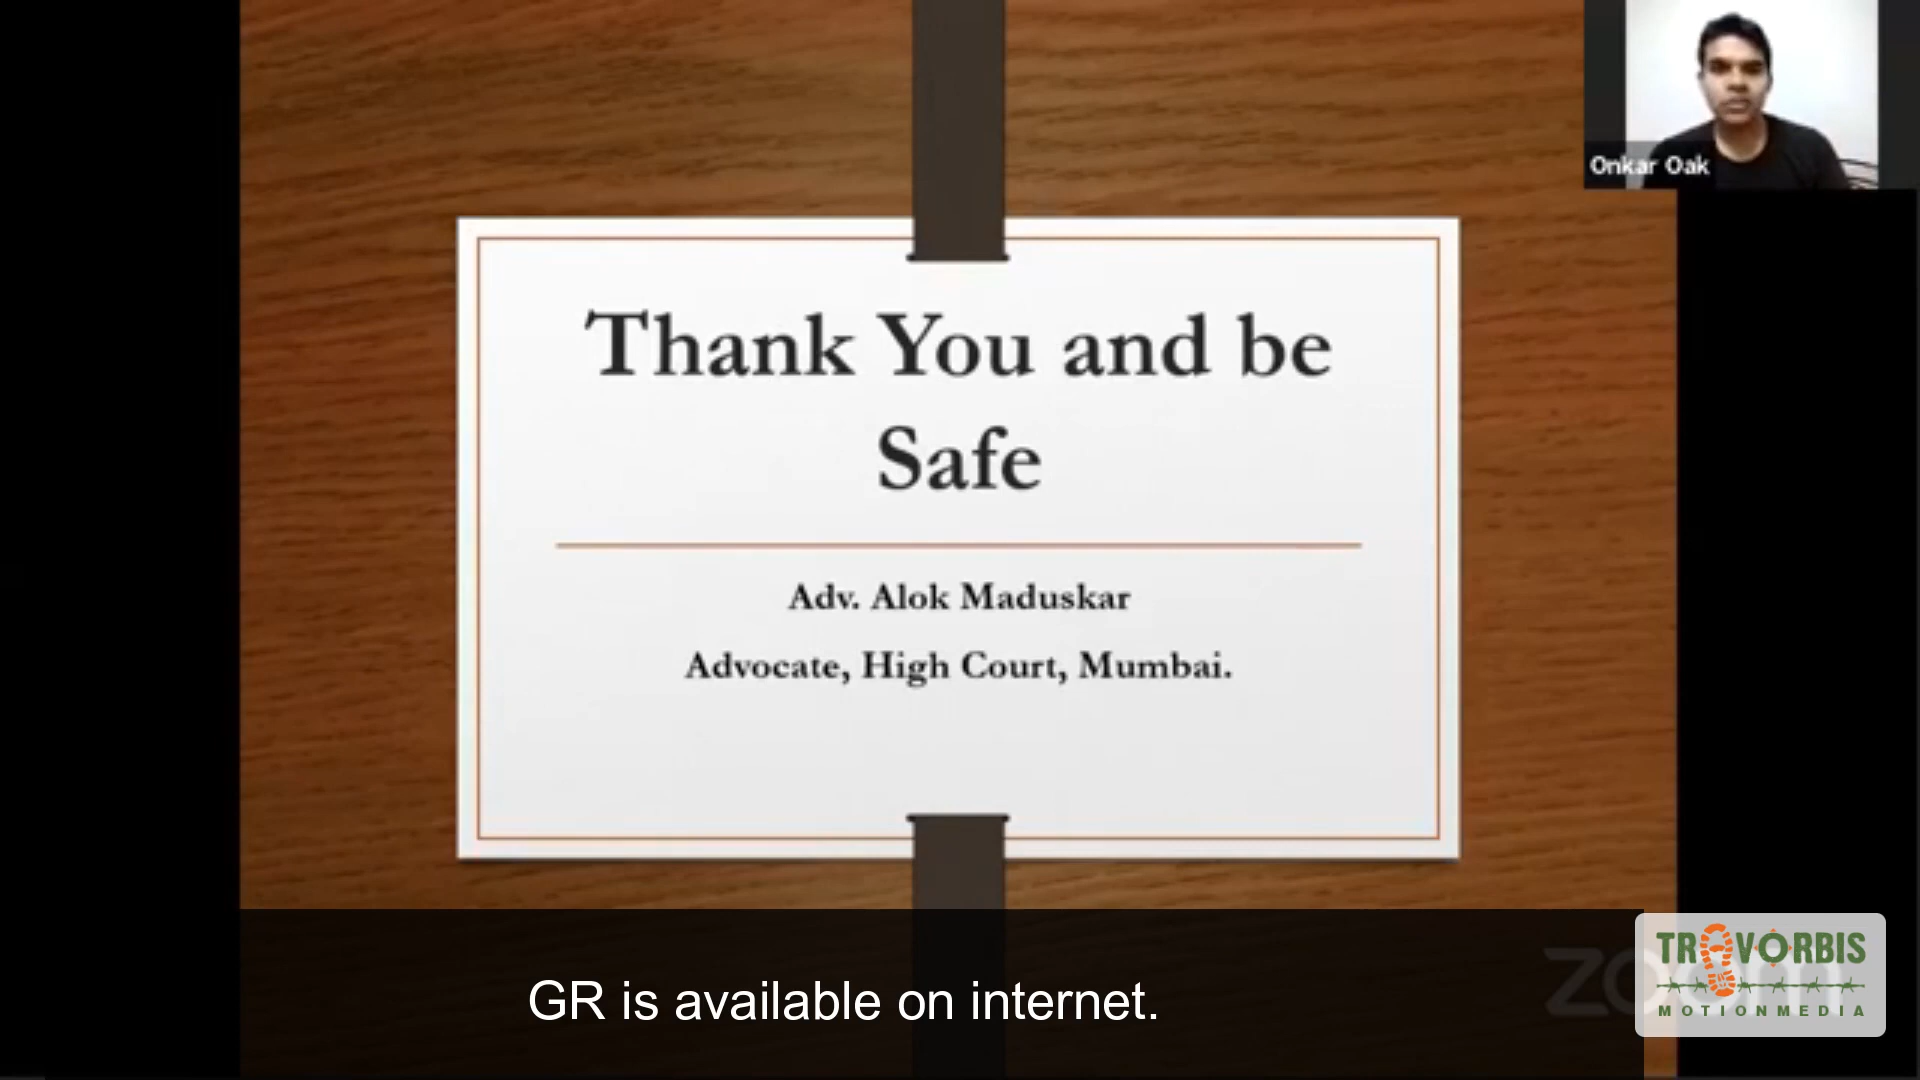 Onkar Oak
Thank You and be
Safe
Adv. Alok Maduskar
Advocate, High Court, Mumbai.
GR is available on internet.
zoom
TRAVORBIS
MOTIONMEDIA